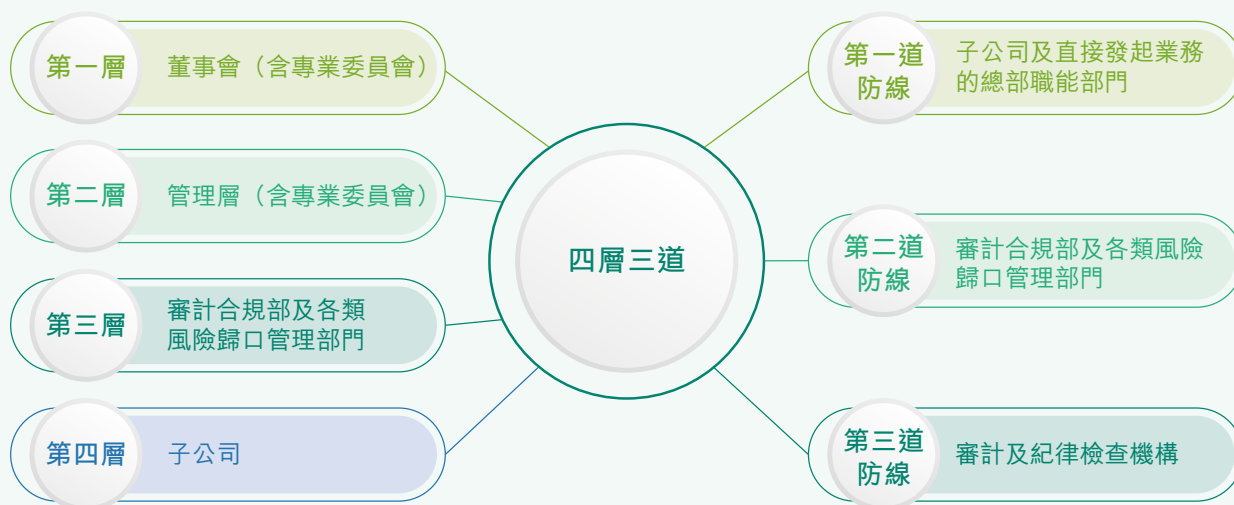 第一層
董事會（含專業委員會）
第二層
管理層（含專業委員會）
第三層
審計合規部及各類
風險歸口管理部門
第四層
子公司
四層三道
第一道
防線
子公司及直接發起業務
的總部職能部門
第二道
防線
審計合規部及各類風險
歸口管理部門
第三道
防線
審計及紀律檢查機構